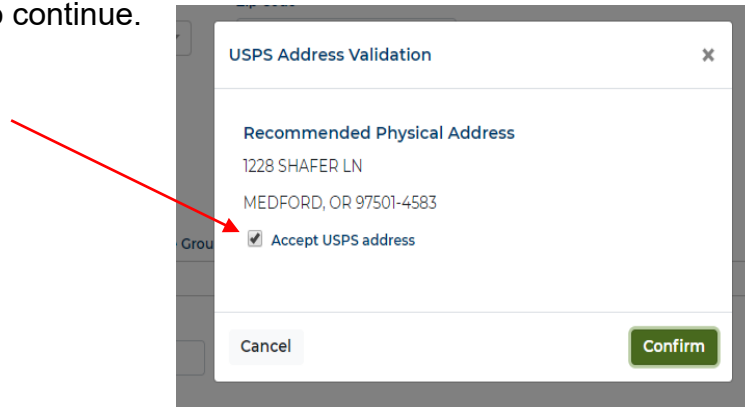 continue.
USPS Address Validation ×
Recommended Physical Address
1228 SHAFER LN
MEDFORD, OR 97501-4583
Accept USPS address
Grou
Cancel Confirm